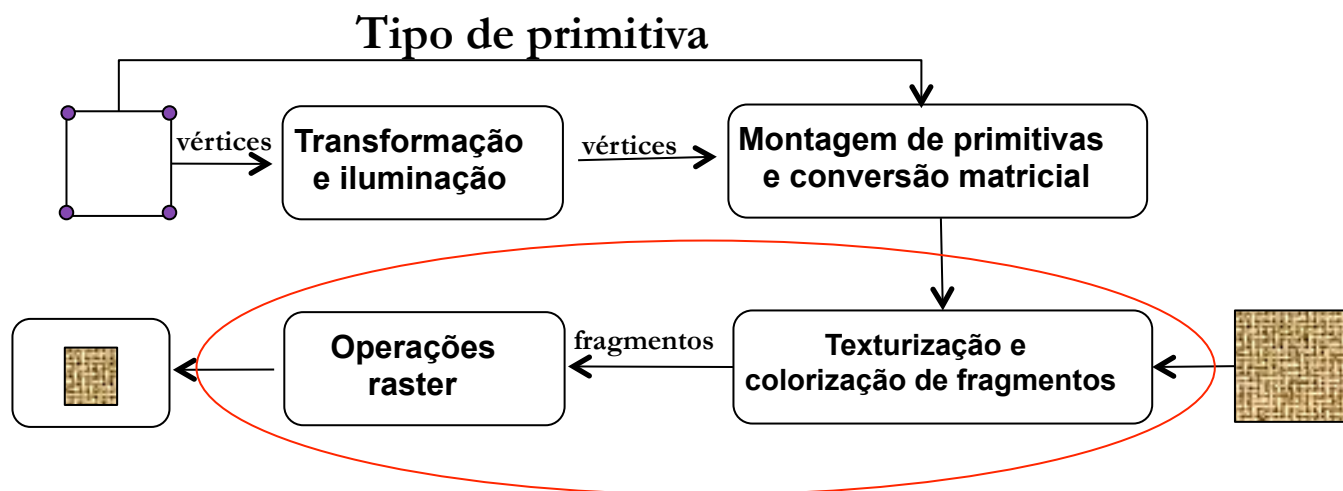 Tipo de primitiva
vértices
Transformação
e iluminação
vértices
Montagem de primitivas
e conversão matricial
Operações
raster
fragmentos
Texturização e
colorização de fragmentos